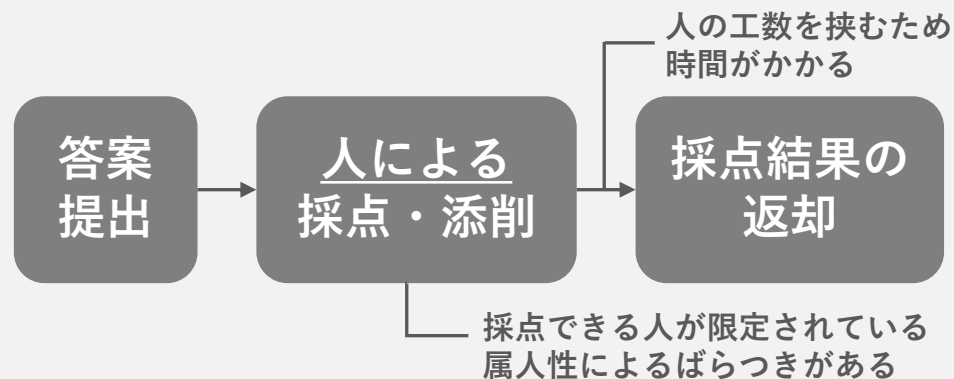 人の工数を挟むため
時間がかかる
答案
提出
人による
採点・添削
採点結果の
返却
採点できる人が限定されている
属人性によるばらつきがある